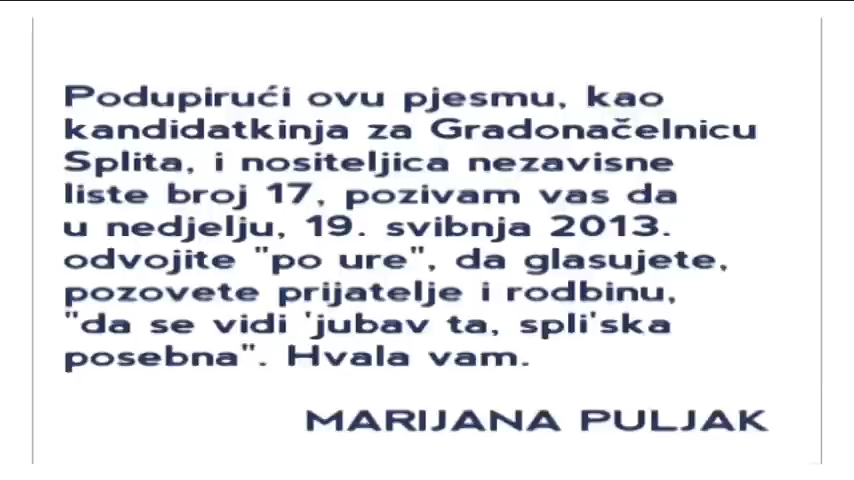 Podupirući ovu pjesmu, kao
kandidatkinja za Gradonačelnicu
Splita, i nositeljica nezavisne
liste broj 17, pozivam vas da
u nedjelju, 19. svibnja 2013.
odvojite "po ure", da glasujete,
pozovete prijatelje i rodbinu,
"da se vidi 'jubav ta, spli'ska
posebna". Hvala vam.
MARIJANA PULJAK